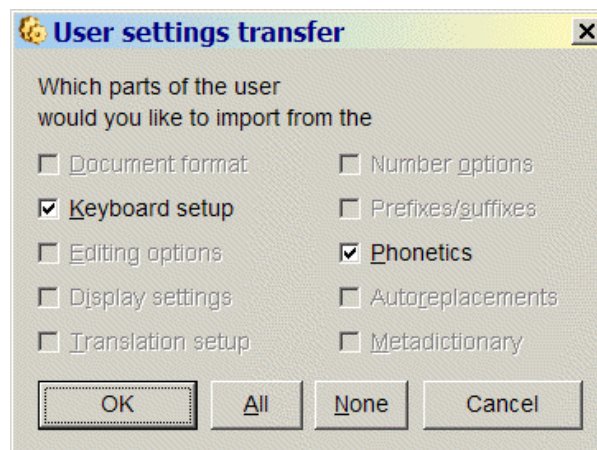 User settings transfer
Which parts of the user
would you like to import from the
Document format
Number options
Keyboard setup
Prefixes/suffixes
Editing options
Phonetics
Display settings
Autoreplacements
Translation setup
Metadictionary
OK All None Cancel